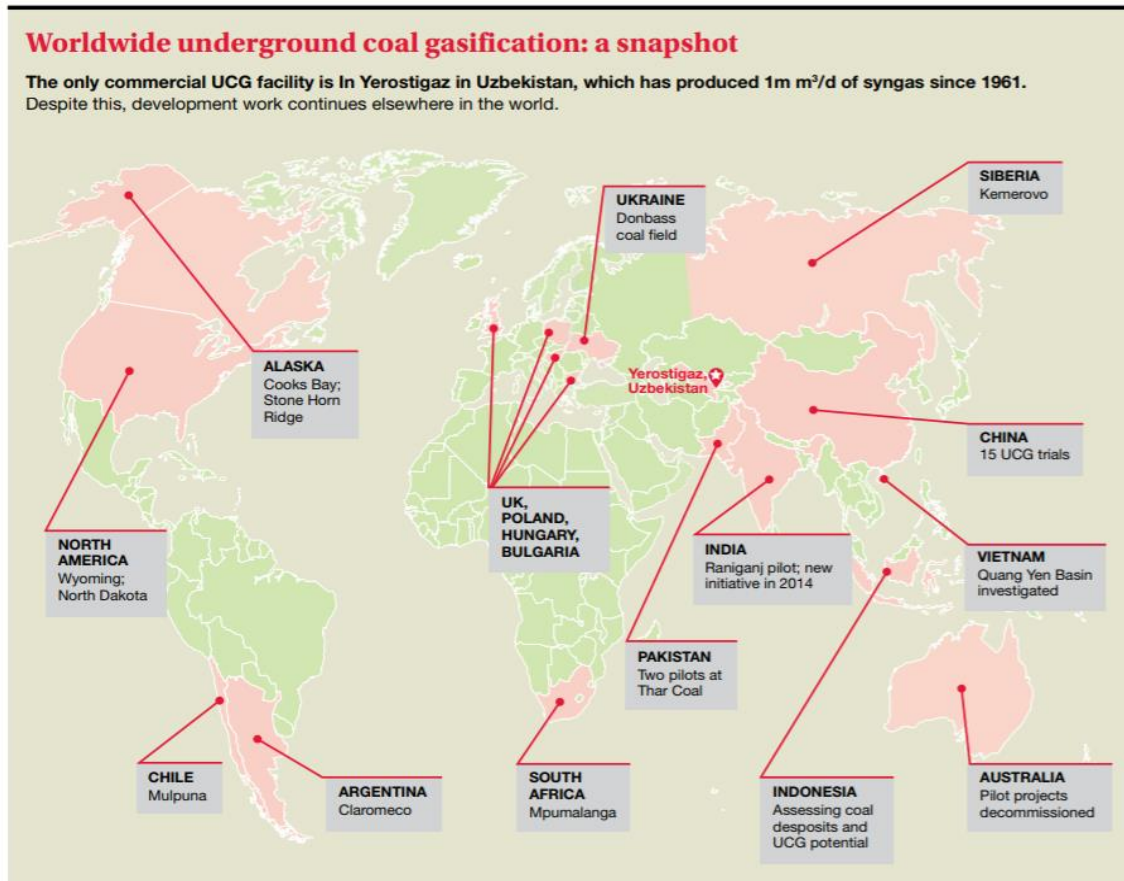 Worldwide underground coal gasification: a snapshot
The only commercial UCG facility is In Yerostigaz in Uzbekistan, which has produced 1m m³/d of syngas since 1961.
Despite this, development work continues elsewhere in the world.
SIBERIA
Kemerovo
UKRAINE
Donbass
coal field
ALASKA
Cooks Bay;
Stone Horn
Ridge
Yerostigaz,
Uzbekistan
CHINA
15 UCG trials
UK,
POLAND,
HUNGARY,
BULGARIA
NORTH
AMERICA
Wyoming;
North Dakota
INDIA
Raniganj pilot; new
initiative in 2014
VIETNAM
Quang Yen Basin
investigated
PAKISTAN
Two pilots at
Thar Coal
CHILE
Mulpuna
ARGENTINA
Claromeco
SOUTH
AFRICA
Mpumalanga
INDONESIA
Assessing coal
desposits and
UCG potential
AUSTRALIA
Pilot projects
decommissioned